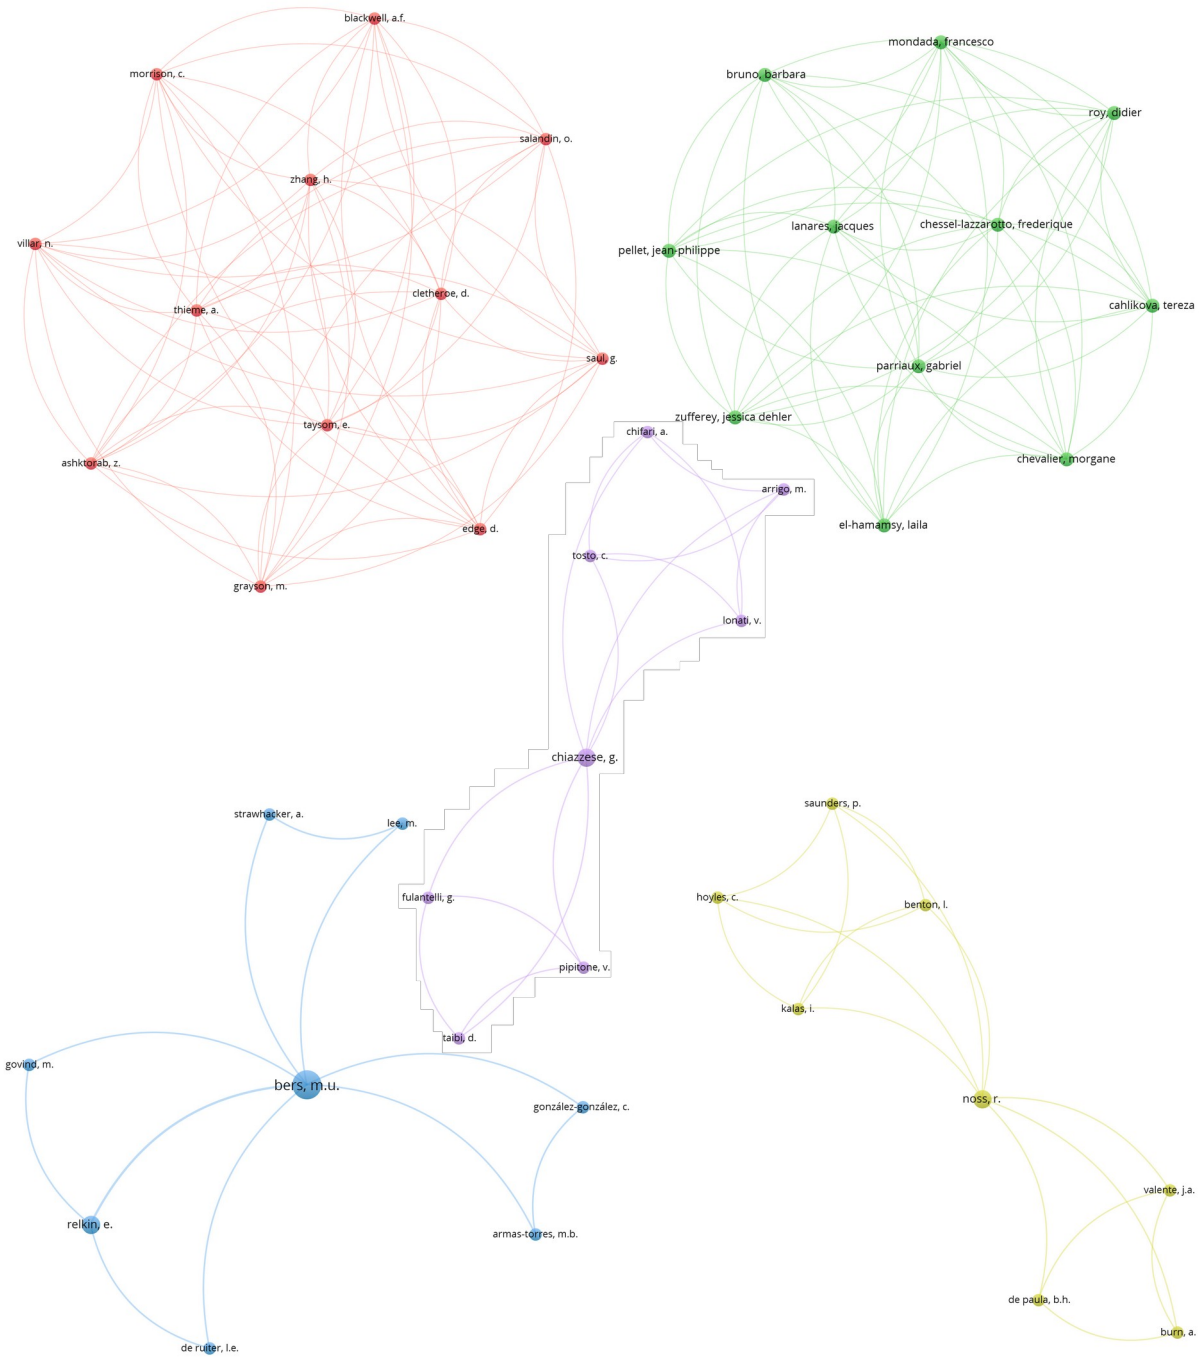 blackwell, a.f.
morrison, c.
salandin, o.
zhang, h.
villar, n.
cletheroe, d.
thieme, a.
saul, g.
taysom, e.
ashktorab, z.
edge, d.
grayson, m.
mondada, francesco
bruno, barbara
roy, didier
lanares, jacques
chessel-lazzarotto, frederique
pellet, jean-philippe
cahlikova, tereza
parriaux, gabriel
zufferey, jessica dehler
chevalier, morgane
el-hamamsy, laila
chifari, a.
arrigo, m.
tosto, c.
lonati, v.
chiazzese, g.
fulantelli, g.
pipitone, v.
taibi, d.
strawhacker, a.
lee, m.
govind, m.
bers, m.u.
gonzález-gonzález, c.
relkin, e.
armas-torres, m.b.
de ruiter, l.e.
saunders, p.
hoyles, c.
benton, l.
kalas, i.
noss, r.
valente, j.a.
de paula, b.h.
burn, a.